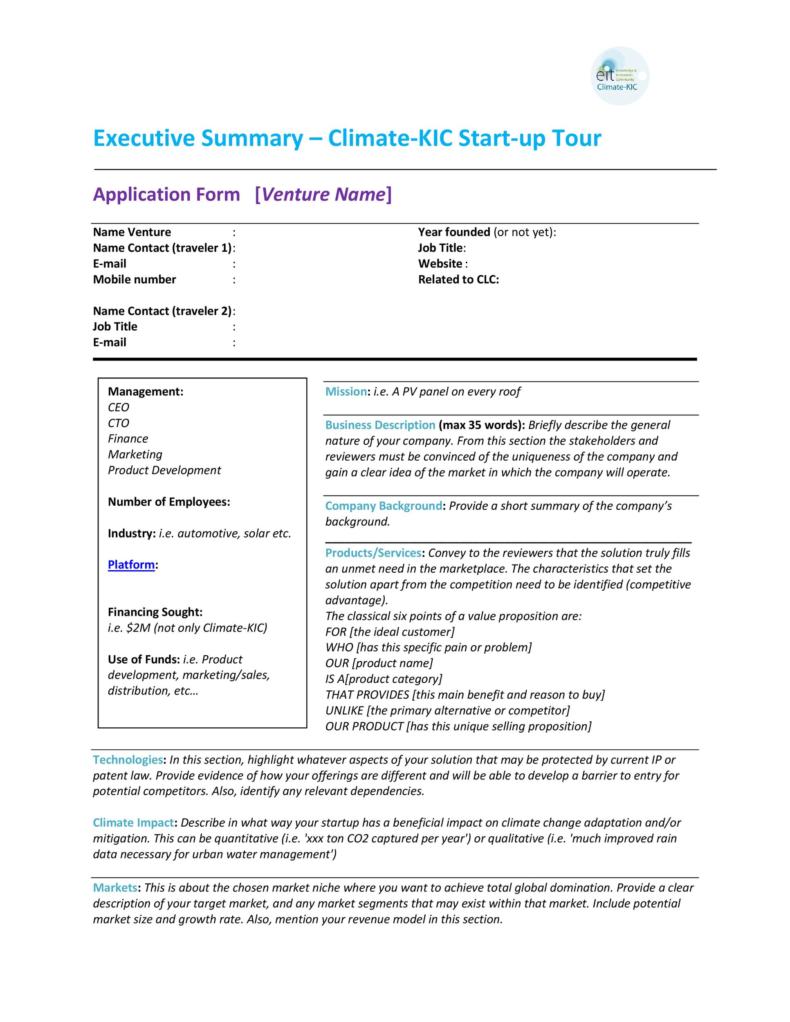 eit
Climate-KIC
Executive Summary – Climate-KIC Start-up Tour
Application Form [Venture Name]
Name Venture :
Name Contact (traveler 1):
E-mail :
Mobile number :
Year founded (or not yet):
Job Title:
Website :
Related to CLC:
Name Contact (traveler 2):
Job Title :
E-mail :
Management:
CEO
CTO
Finance
Marketing
Product Development
Number of Employees:
Industry: i.e. automotive, solar etc.
Platform:
Financing Sought:
i.e. $2M (not only Climate-KIC)
Use of Funds: i.e. Product
development, marketing/sales,
distribution, etc…
Mission: i.e. A PV panel on every roof
Business Description (max 35 words): Briefly describe the general
nature of your company. From this section the stakeholders and
reviewers must be convinced of the uniqueness of the company and
gain a clear idea of the market in which the company will operate.
Company Background: Provide a short summary of the company's
background.
Products/Services: Convey to the reviewers that the solution truly fills
an unmet need in the marketplace. The characteristics that set the
solution apart from the competition need to be identified (competitive
advantage).
The classical six points of a value proposition are:
FOR [the ideal customer]
WHO [has this specific pain or problem]
OUR [product name]
IS A[product category]
THAT PROVIDES [this main benefit and reason to buy]
UNLIKE [the primary alternative or competitor]
OUR PRODUCT [has this unique selling proposition]
Technologies: In this section, highlight whatever aspects of your solution that may be protected by current IP or
patent law. Provide evidence of how your offerings are different and will be able to develop a barrier to entry for
potential competitors. Also, identify any relevant dependencies.
Climate Impact: Describe in what way your startup has a beneficial impact on climate change adaptation and/or
mitigation. This can be quantitative (i.e. 'xxx ton CO2 captured per year') or qualitative (i.e. 'much improved rain
data necessary for urban water management')
Markets: This is about the chosen market niche where you want to achieve total global domination. Provide a clear
description of your target market, and any market segments that may exist within that market. Include potential
market size and growth rate. Also, mention your revenue model in this section.